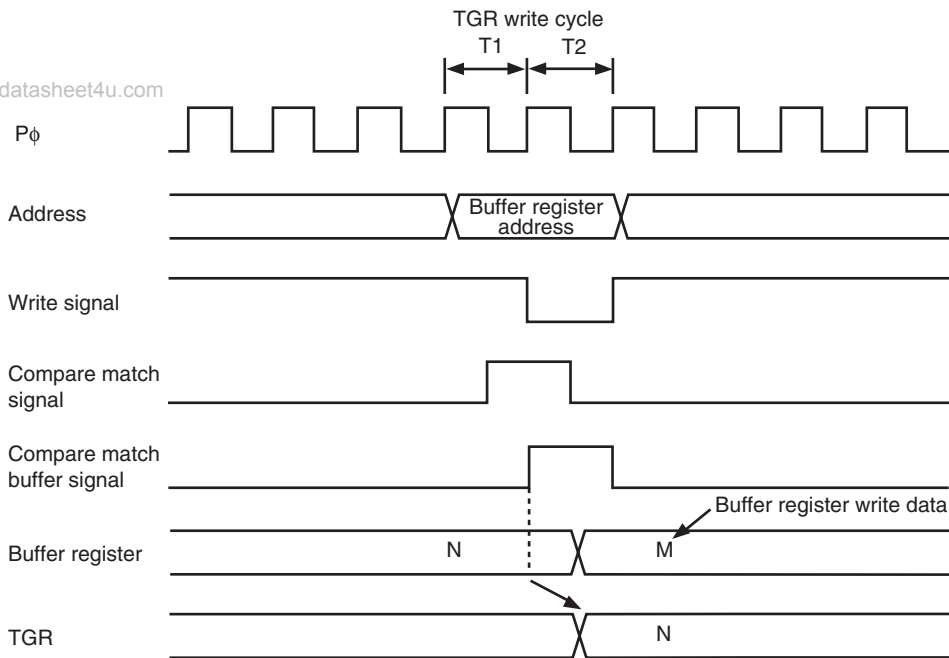 TGR write cycle
T1 T2
datasheet4u.com
Pφ
Address
Buffer register
address
Write signal
Compare match
signal
Compare match
buffer signal
Buffer register write data
Buffer register
N M
TGR
N